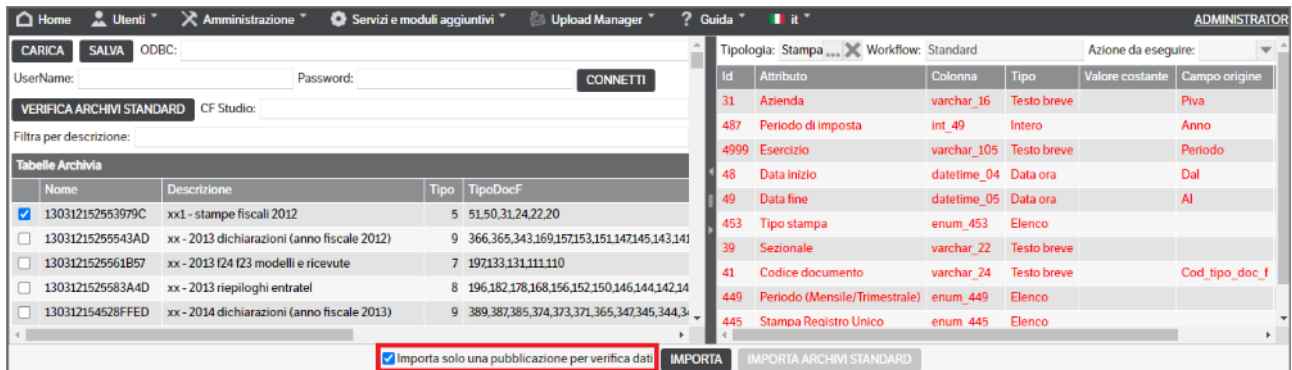 Home Utenti Amministrazione Servizi e moduli aggiuntivi Upload Manager ? Guida it ADMINISTRATOR
CARICA SALVA ODBC:
UserName: Password: CONNETTI
VERIFICA ARCHIVI STANDARD CF Studio:
Filtra per descrizione:
Tabelle Archivia
Nome Descrizione Tipo TipoDocF
130312152553979C xx1 - stampe fiscali 2012 5 51,50,31,24,22,20
13031215255543AD xx - 2013 dichiarazioni (anno fiscale 2012) 9 366,365,343,169,157,153,151,147,145,143,141
1303121525561B57 xx - 2013 f24 f23 modelli e ricevute 7 197,133,131,111,110
13031215255583A4D xx - 2013 riepiloghi entratel 8 196,182,178,168,156,152,150,146,144,142,14
130312154528FFED xx - 2014 dichiarazioni (anno fiscale 2013) 9 389,387,385,374,373,371,365,347,345,344,34
Tipologia: Stampa ... Workflow: Standard Azione da eseguire:
Id Attributo Colonna Tipo Valore costante Campo origine
31 Azienda varchar_16 Testo breve Piva
487 Periodo di imposta int_49 Intero Anno
4999 Esercizio varchar_105 Testo breve Periodo
48 Data inizio datetime_04 Data ora Dal
49 Data fine datetime_05 Data ora Al
453 Tipo stampa enum_453 Elenco
39 Sezionale varchar_22 Testo breve
41 Codice documento varchar_24 Testo breve Cod_tipo_doc_f
449 Periodo (Mensile/Trimestrale) enum_449 Elenco
445 Stampa Registro Unico enum_445 Elenco
Importa solo una pubblicazione per verifica dati IMPORTA IMPORTA ARCHIVI STANDARD